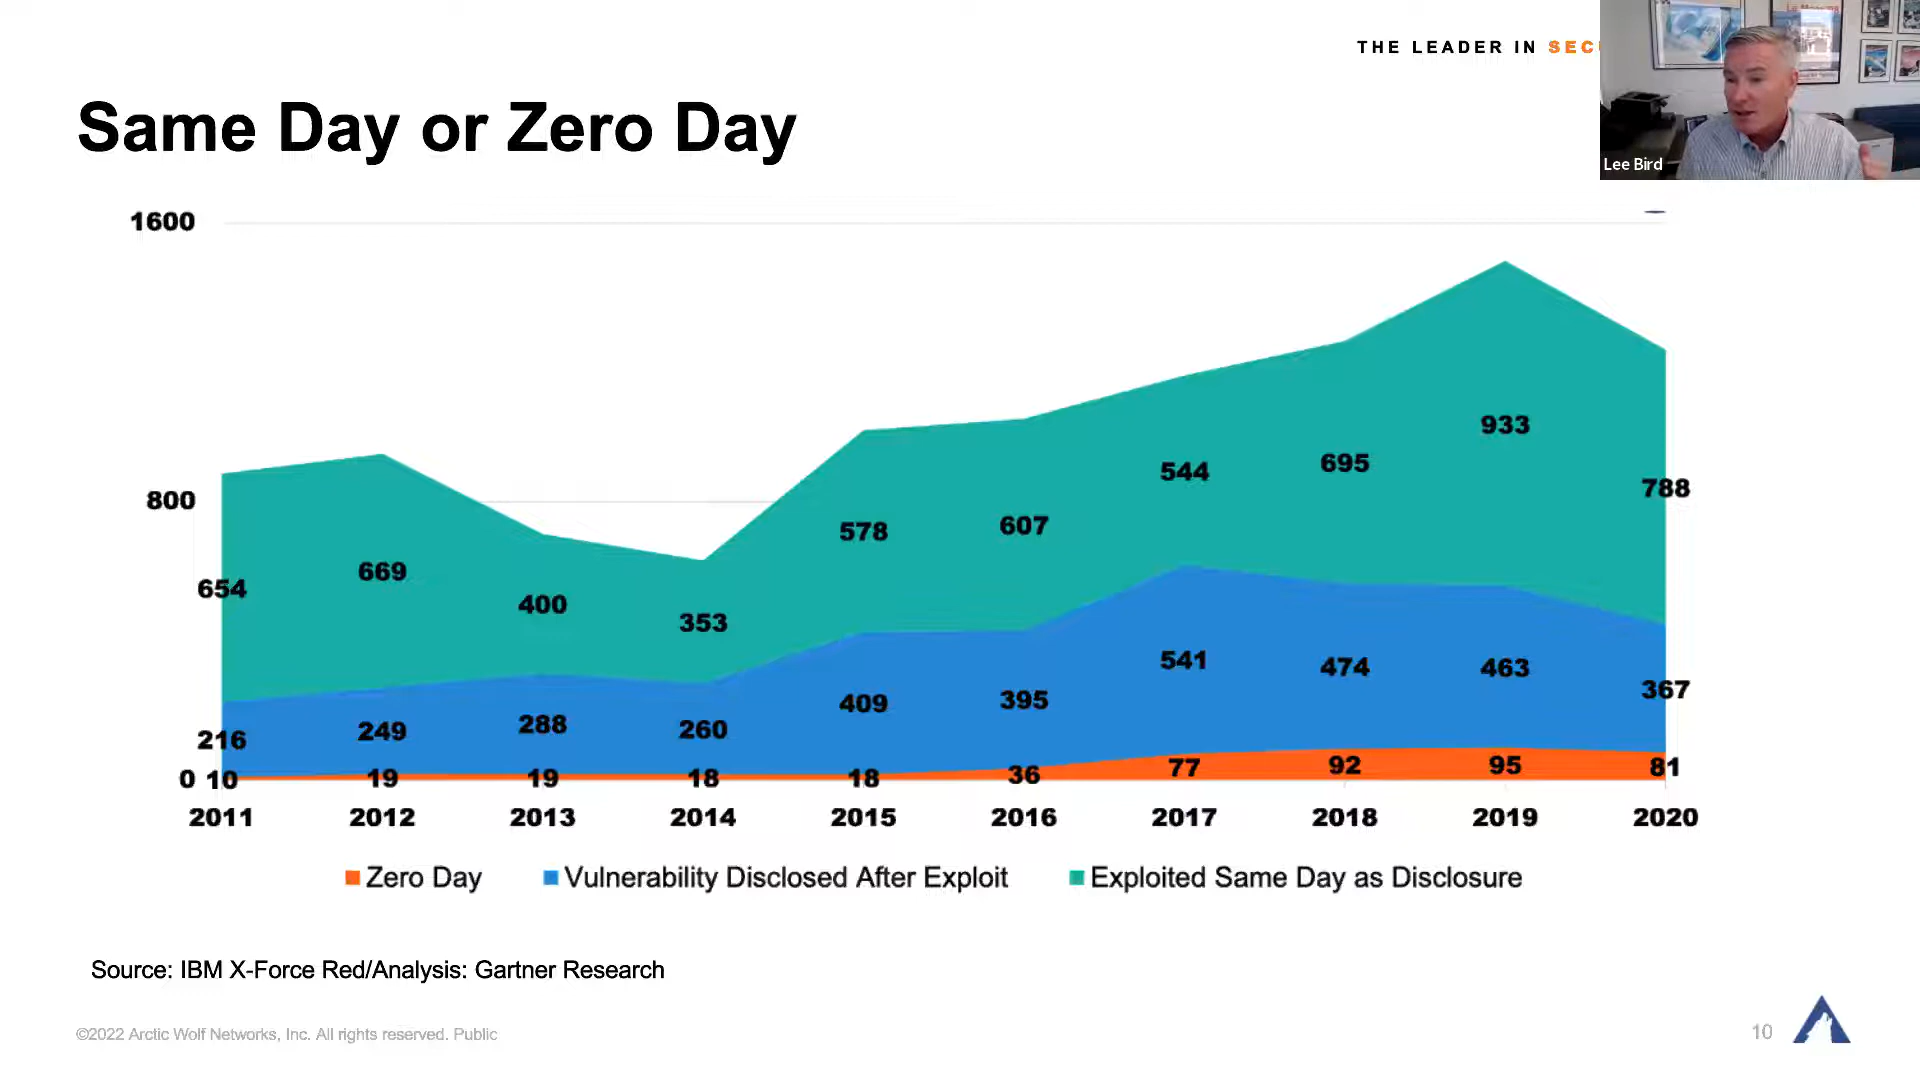 THE LEADER IN SEC
Lee Bird
Same Day or Zero Day
1600
933
695
544
788
800
578
607
654
669
400
353
541
474
463
367
409
395
216
249
288
260
0 10 19 19 18 18 36 77 92 95 81
2011 2012 2013 2014 2015 2016 2017 2018 2019 2020
Zero Day Vulnerability Disclosed After Exploit Exploited Same Day as Disclosure
Source: IBM X-Force Red/Analysis: Gartner Research
©2022 Arctic Wolf Networks, Inc. All rights reserved. Public
10